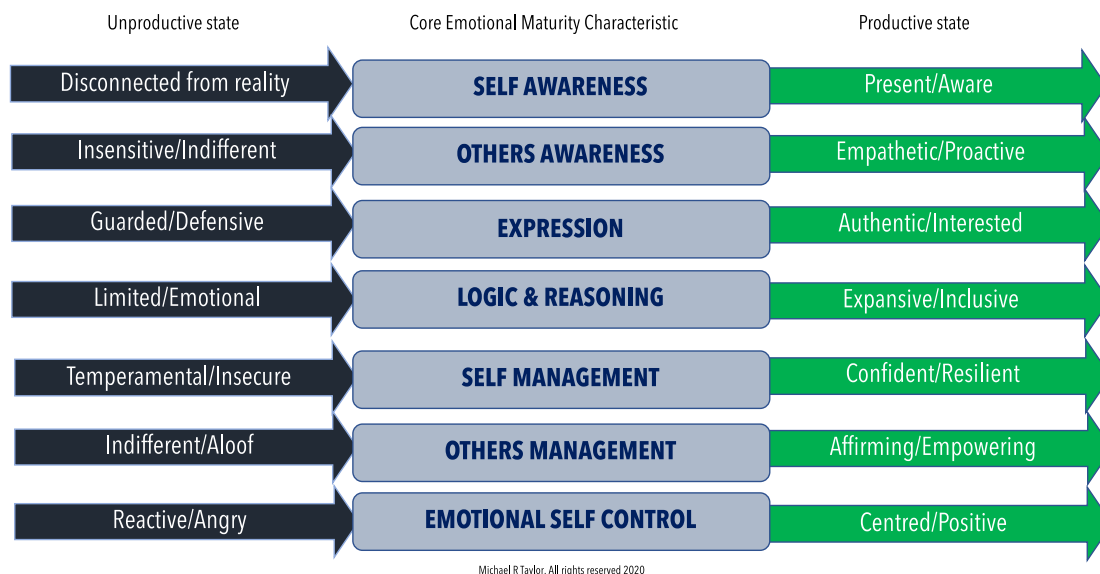 Unproductive state
Core Emotional Maturity Characteristic
Productive state
Disconnected from reality
SELF AWARENESS
Present/Aware
Insensitive/Indifferent
OTHERS AWARENESS
Empathetic/Proactive
Guarded/Defensive
EXPRESSION
Authentic/Interested
Limited/Emotional
LOGIC & REASONING
Expansive/Inclusive
Temperamental/Insecure
SELF MANAGEMENT
Confident/Resilient
Indifferent/Aloof
OTHERS MANAGEMENT
Affirming/Empowering
Reactive/Angry
EMOTIONAL SELF CONTROL
Centred/Positive
Michael R Taylor. All rights reserved 2020